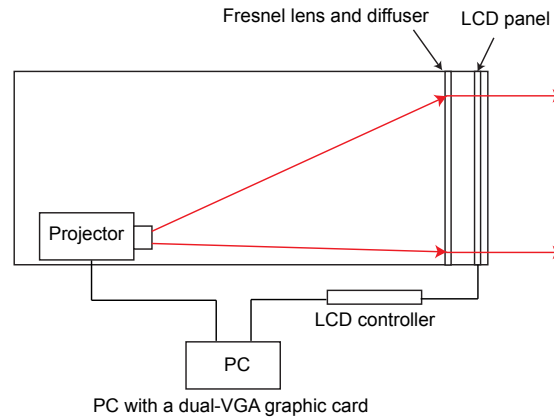 Fresnel lens and diffuser
LCD panel
Projector
LCD controller
PC
PC with a dual-VGA graphic card